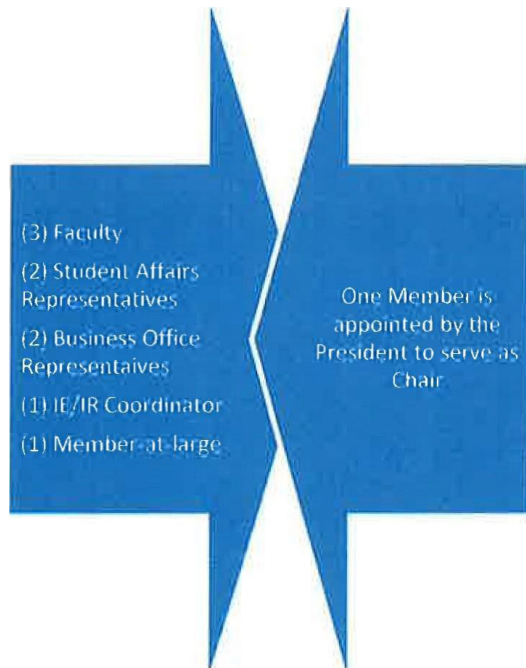 (3) Faculty
(2) Student Affairs
Representatives
(2) Business Office
Representaives
(1) IE/IR Coordinator
(1) Member-at-large
One Member is
appointed by the
President to serve as
Chair